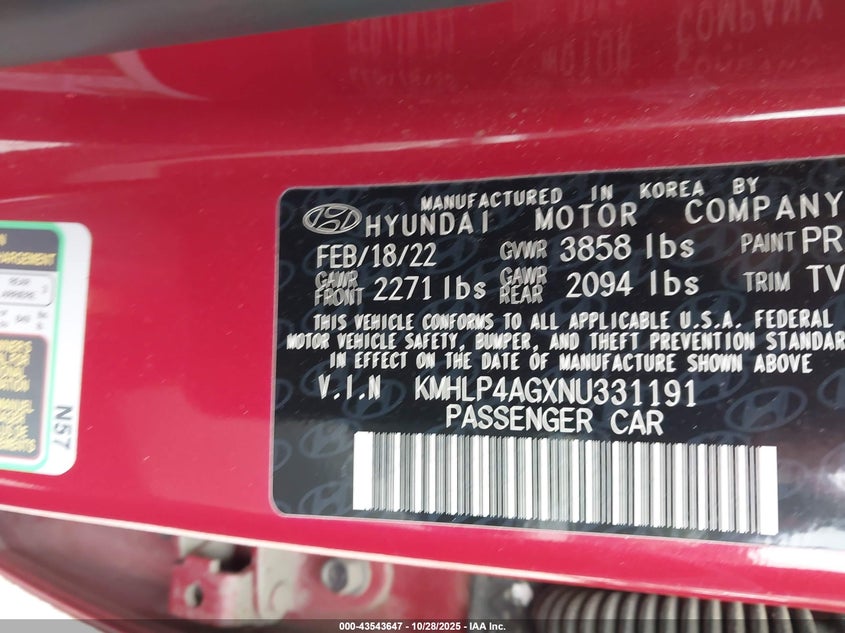 MANUFACTURED IN KOREA BY
HYUNDAI MOTOR COMPANY
FEB/18/22 GVWR 3858 lbs PAINT PR
GAWR FRONT 2271 lbs GAWR REAR 2094 lbs TRIM TV
THIS VEHICLE CONFORMS TO ALL APPLICABLE U.S.A. FEDERAL
MOTOR VEHICLE SAFETY, BUMPER, AND THEFT PREVENTION STANDAR
IN EFFECT ON THE DATE OF MANUFACTURE SHOWN ABOVE
V.I.N KMHLP4AGXNU331191
PASSENGER CAR
N57
REAR
ARRIERE
000-43543647 | 10/28/2025 | IAA Inc.